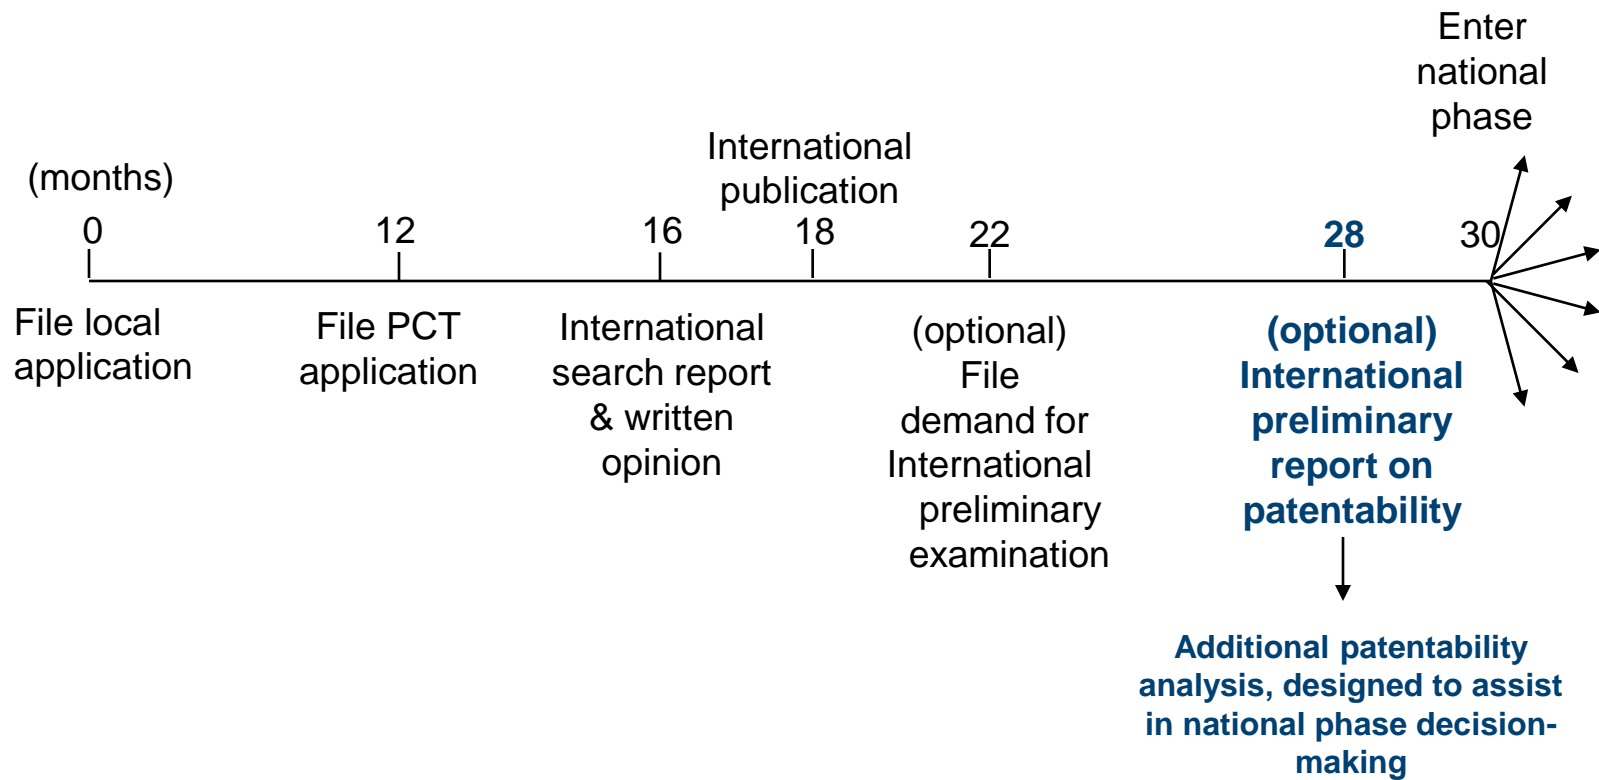 Enter
national
phase
International
publication
(months)
0
12
16
18
22
28
30
File local
application
File PCT
application
International
search report
& written
opinion
(optional)
File
demand for
International
preliminary
examination
(optional)
International
preliminary
report on
patentability
Additional patentability
analysis, designed to assist
in national phase decision-
making